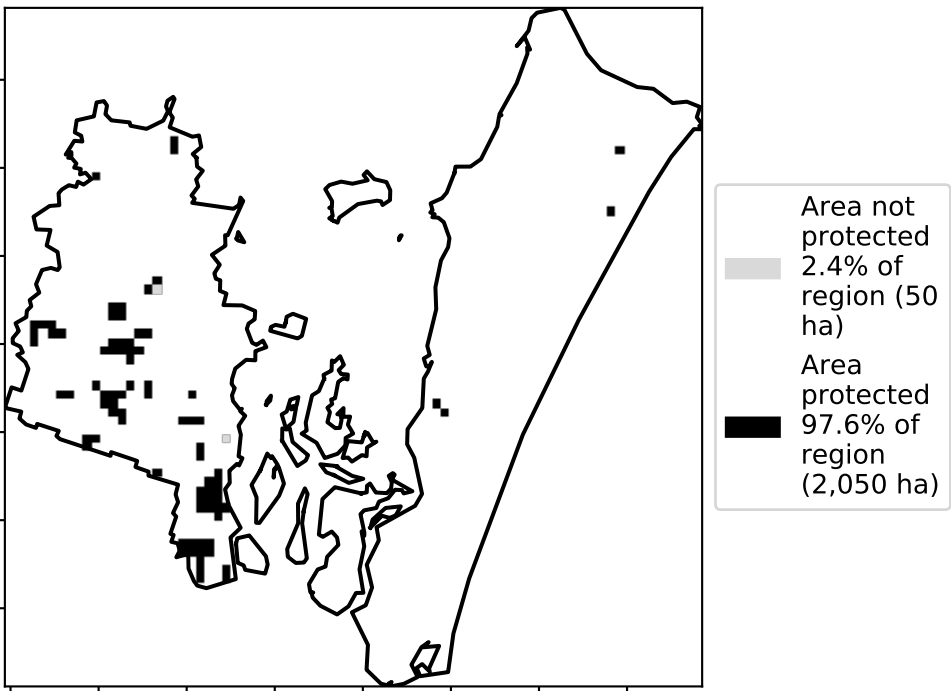 Area not
protected
2.4% of
region (50
ha)
Area
protected
97.6% of
region
(2,050 ha)